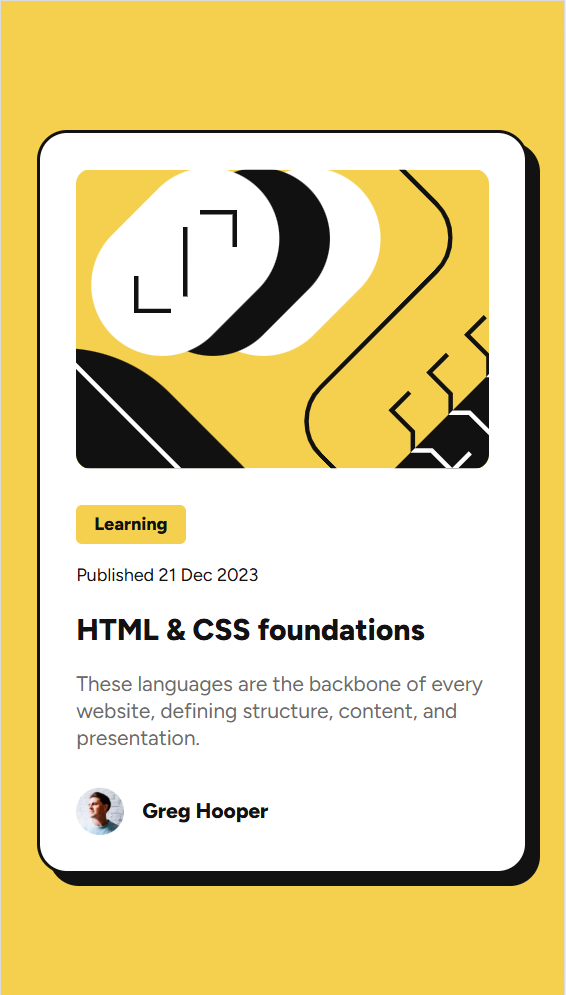 Learning
Published 21 Dec 2023
HTML & CSS foundations
These languages are the backbone of every
website, defining structure, content, and
presentation.
Greg Hooper